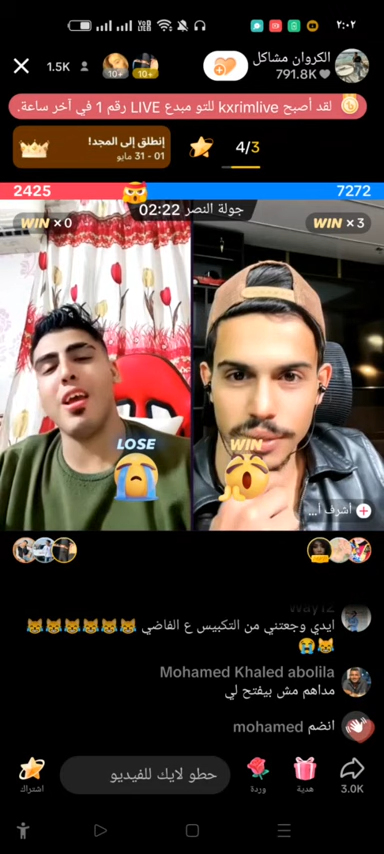 ٢:٠٢
الكروان مشاكل
791.8K
1.5K
10+
10+
لقد أصبح kxrimlive للتو مبدع LIVE رقم 1 في آخر ساعة.
إنطلق إلى المجد!
01 - 31 مايو
4/3
2425
7272
جولة النصر 02:22
WIN ×0
WIN ×3
LOSE
WIN
أشرف أ...
Way12
ايدي وجعتني من التكبيس ع الفاضي 😹😹😹😹😹😹
😹😭
Mohamed Khaled abolila
مداهم مش بيفتح لي
mohamed انضم
اشتراك
حطو لايك للفيديو
وردة
هدية
3.0K